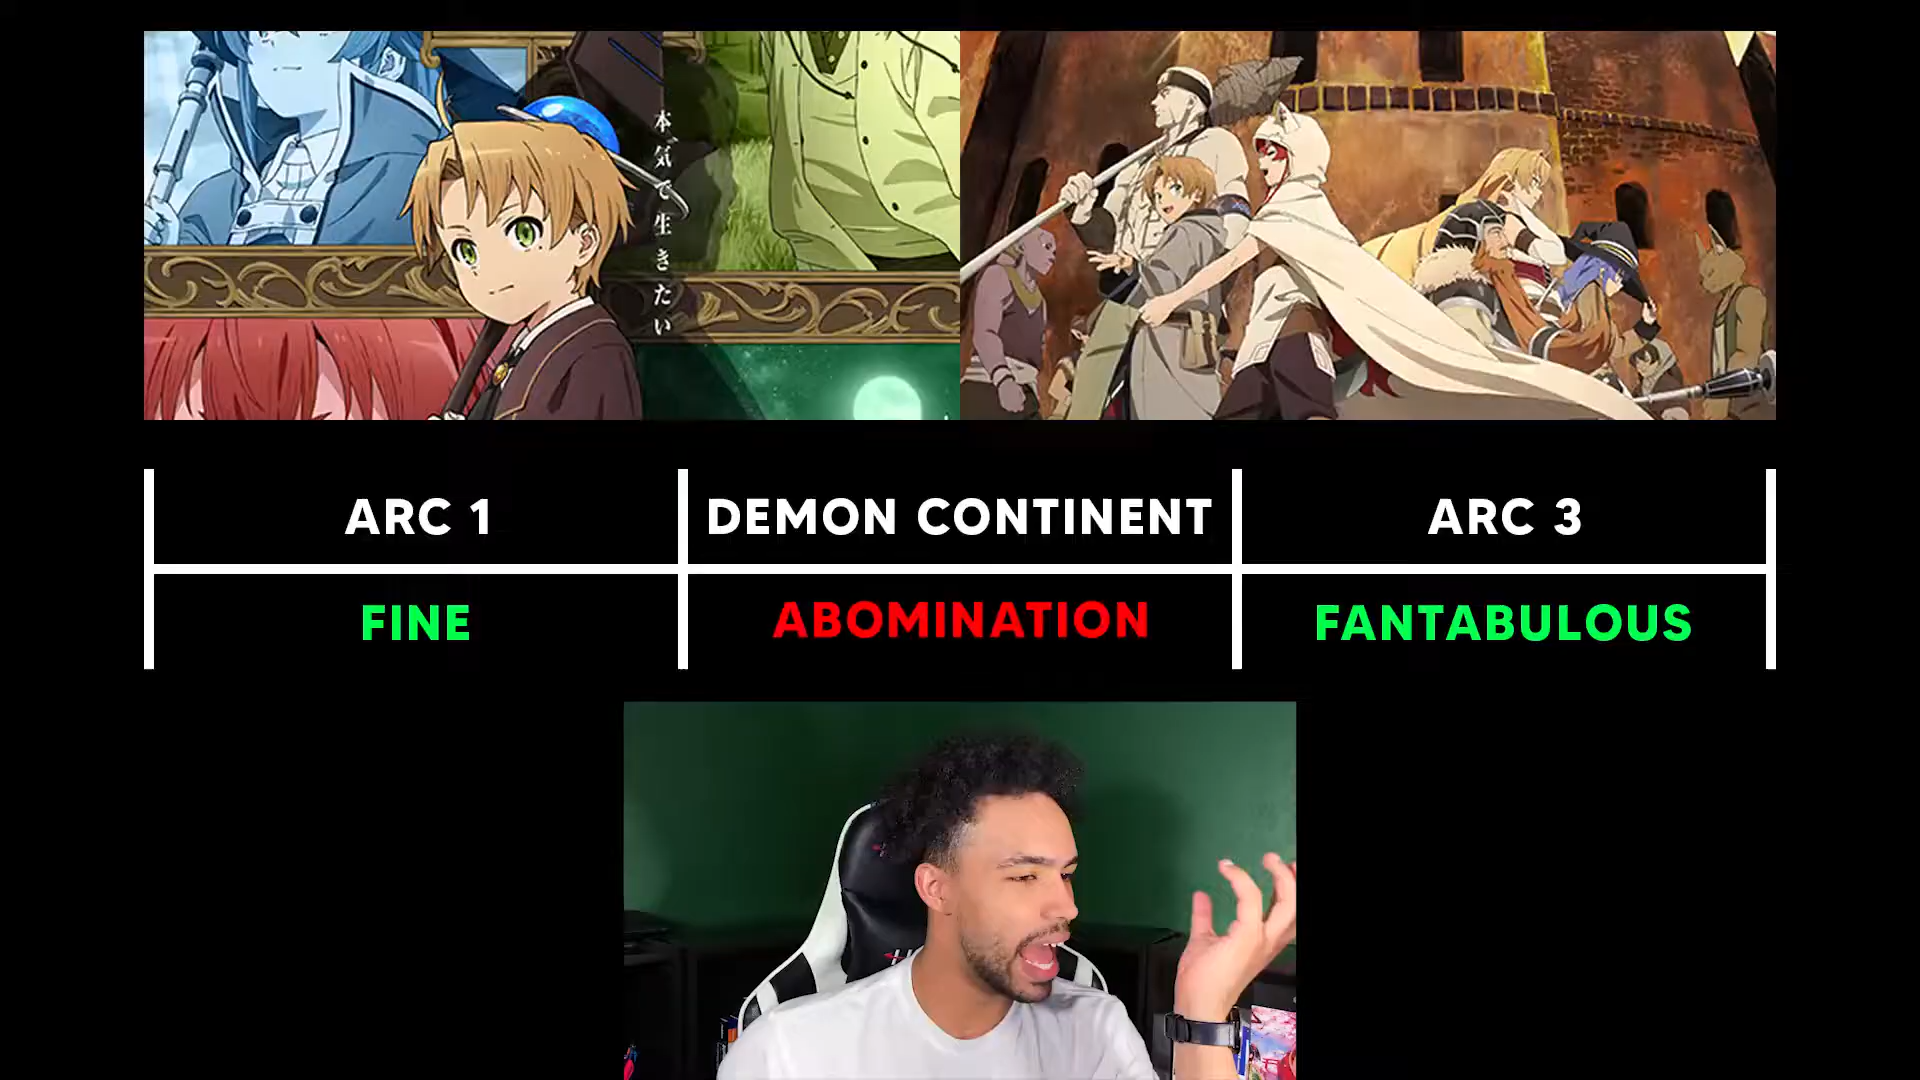 本気で生きたい
ARC 1
DEMON CONTINENT
ARC 3
FINE
ABOMINATION
FANTABULOUS